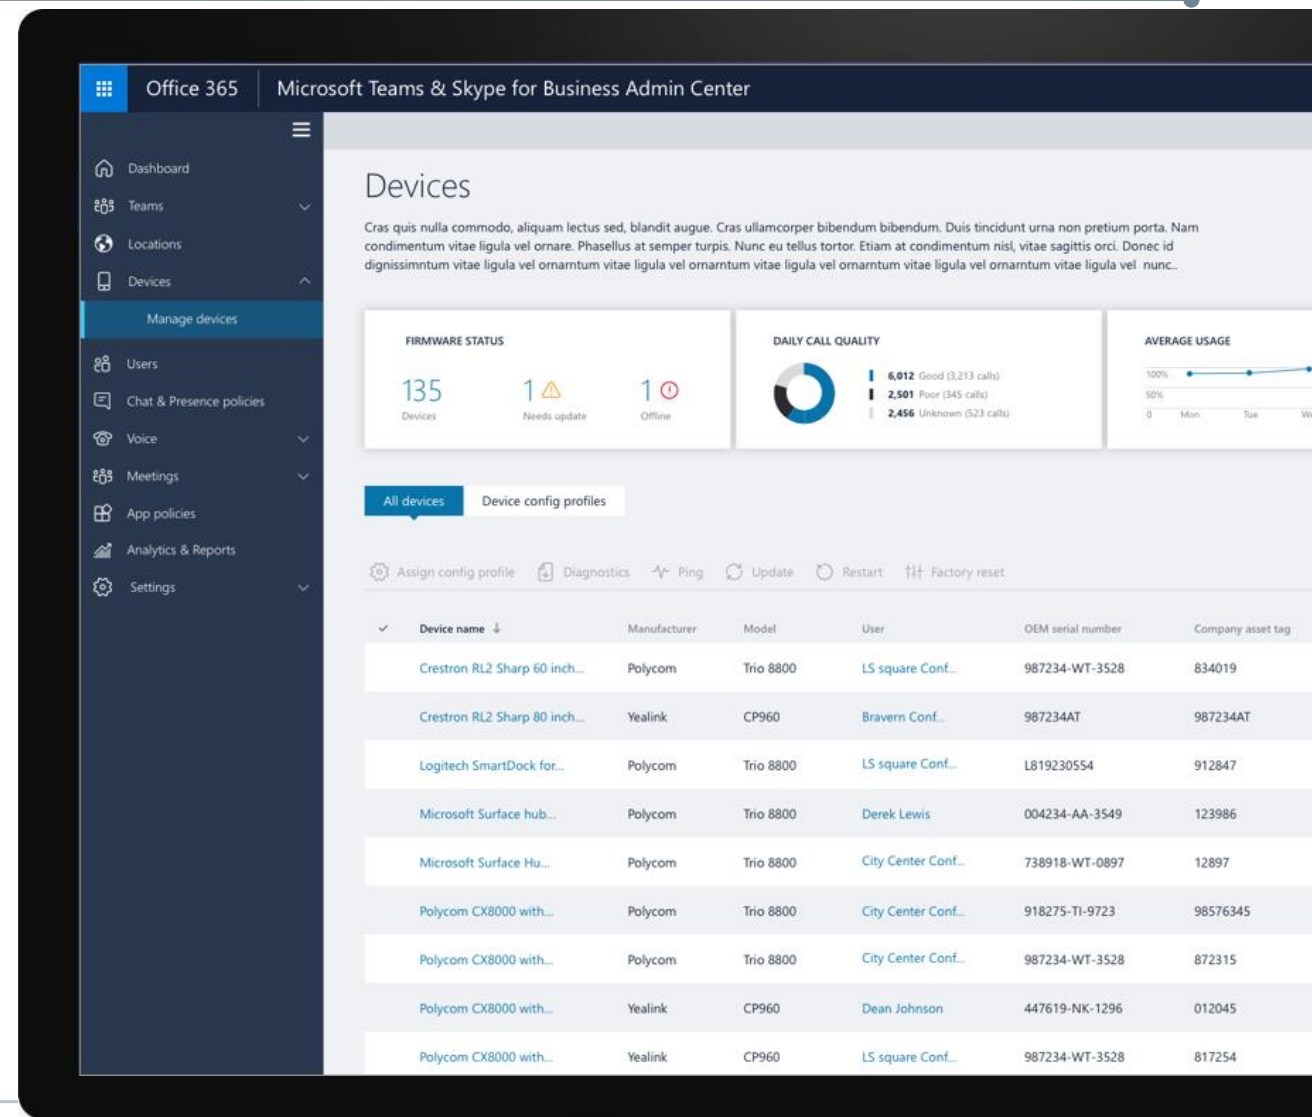 Office 365 Microsoft Teams & Skype for Business Admin Center
Dashboard
Teams
Locations
Devices
Manage devices
Users
Chat & Presence policies
Voice
Meetings
App policies
Analytics & Reports
Settings
Devices
Cras quis nulla commodo, aliquam lectus sed, blandit augue. Cras ullamcorper bibendum bibendum. Duis tincidunt urna non pretium porta. Nam
condimentum vitae ligula vel ornare. Phasellus at semper turpis. Nunc eu tellus tortor. Etiam at condimentum nisl, vitae sagittis orci. Donec id
dignissimntum vitae ligula vel ornarntum vitae ligula vel ornarntum vitae ligula vel ornarntum vitae ligula vel ornarntum vitae ligula vel nunc..
FIRMWARE STATUS
135 1 1
Devices Needs update Offline
DAILY CALL QUALITY
6,012 Good (3,213 calls)
2,501 Poor (345 calls)
2,456 Unknown (523 calls)
AVERAGE USAGE
100%
50%
0 Mon Tue
All devices Device config profiles
Assign config profile Diagnostics Ping Update Restart Factory reset
Device name Manufacturer Model User OEM serial number Company asset tag
Crestron RL2 Sharp 60 inch... Polycom Trio 8800 LS square Conf... 987234-WT-3528 834019
Crestron RL2 Sharp 80 inch... Yealink CP960 Bravern Conf... 987234AT 987234AT
Logitech SmartDock for... Polycom Trio 8800 LS square Conf... L819230554 912847
Microsoft Surface hub... Polycom Trio 8800 Derek Lewis 004234-AA-3549 123986
Microsoft Surface Hu... Polycom Trio 8800 City Center Conf... 738918-WT-0897 12897
Polycom CX8000 with... Polycom Trio 8800 City Center Conf... 918275-TI-9723 98576345
Polycom CX8000 with... Polycom Trio 8800 City Center Conf... 987234-WT-3528 872315
Polycom CX8000 with... Yealink CP960 Dean Johnson 447619-NK-1296 012045
Polycom CX8000 with... Yealink CP960 LS square Conf... 987234-WT-3528 817254